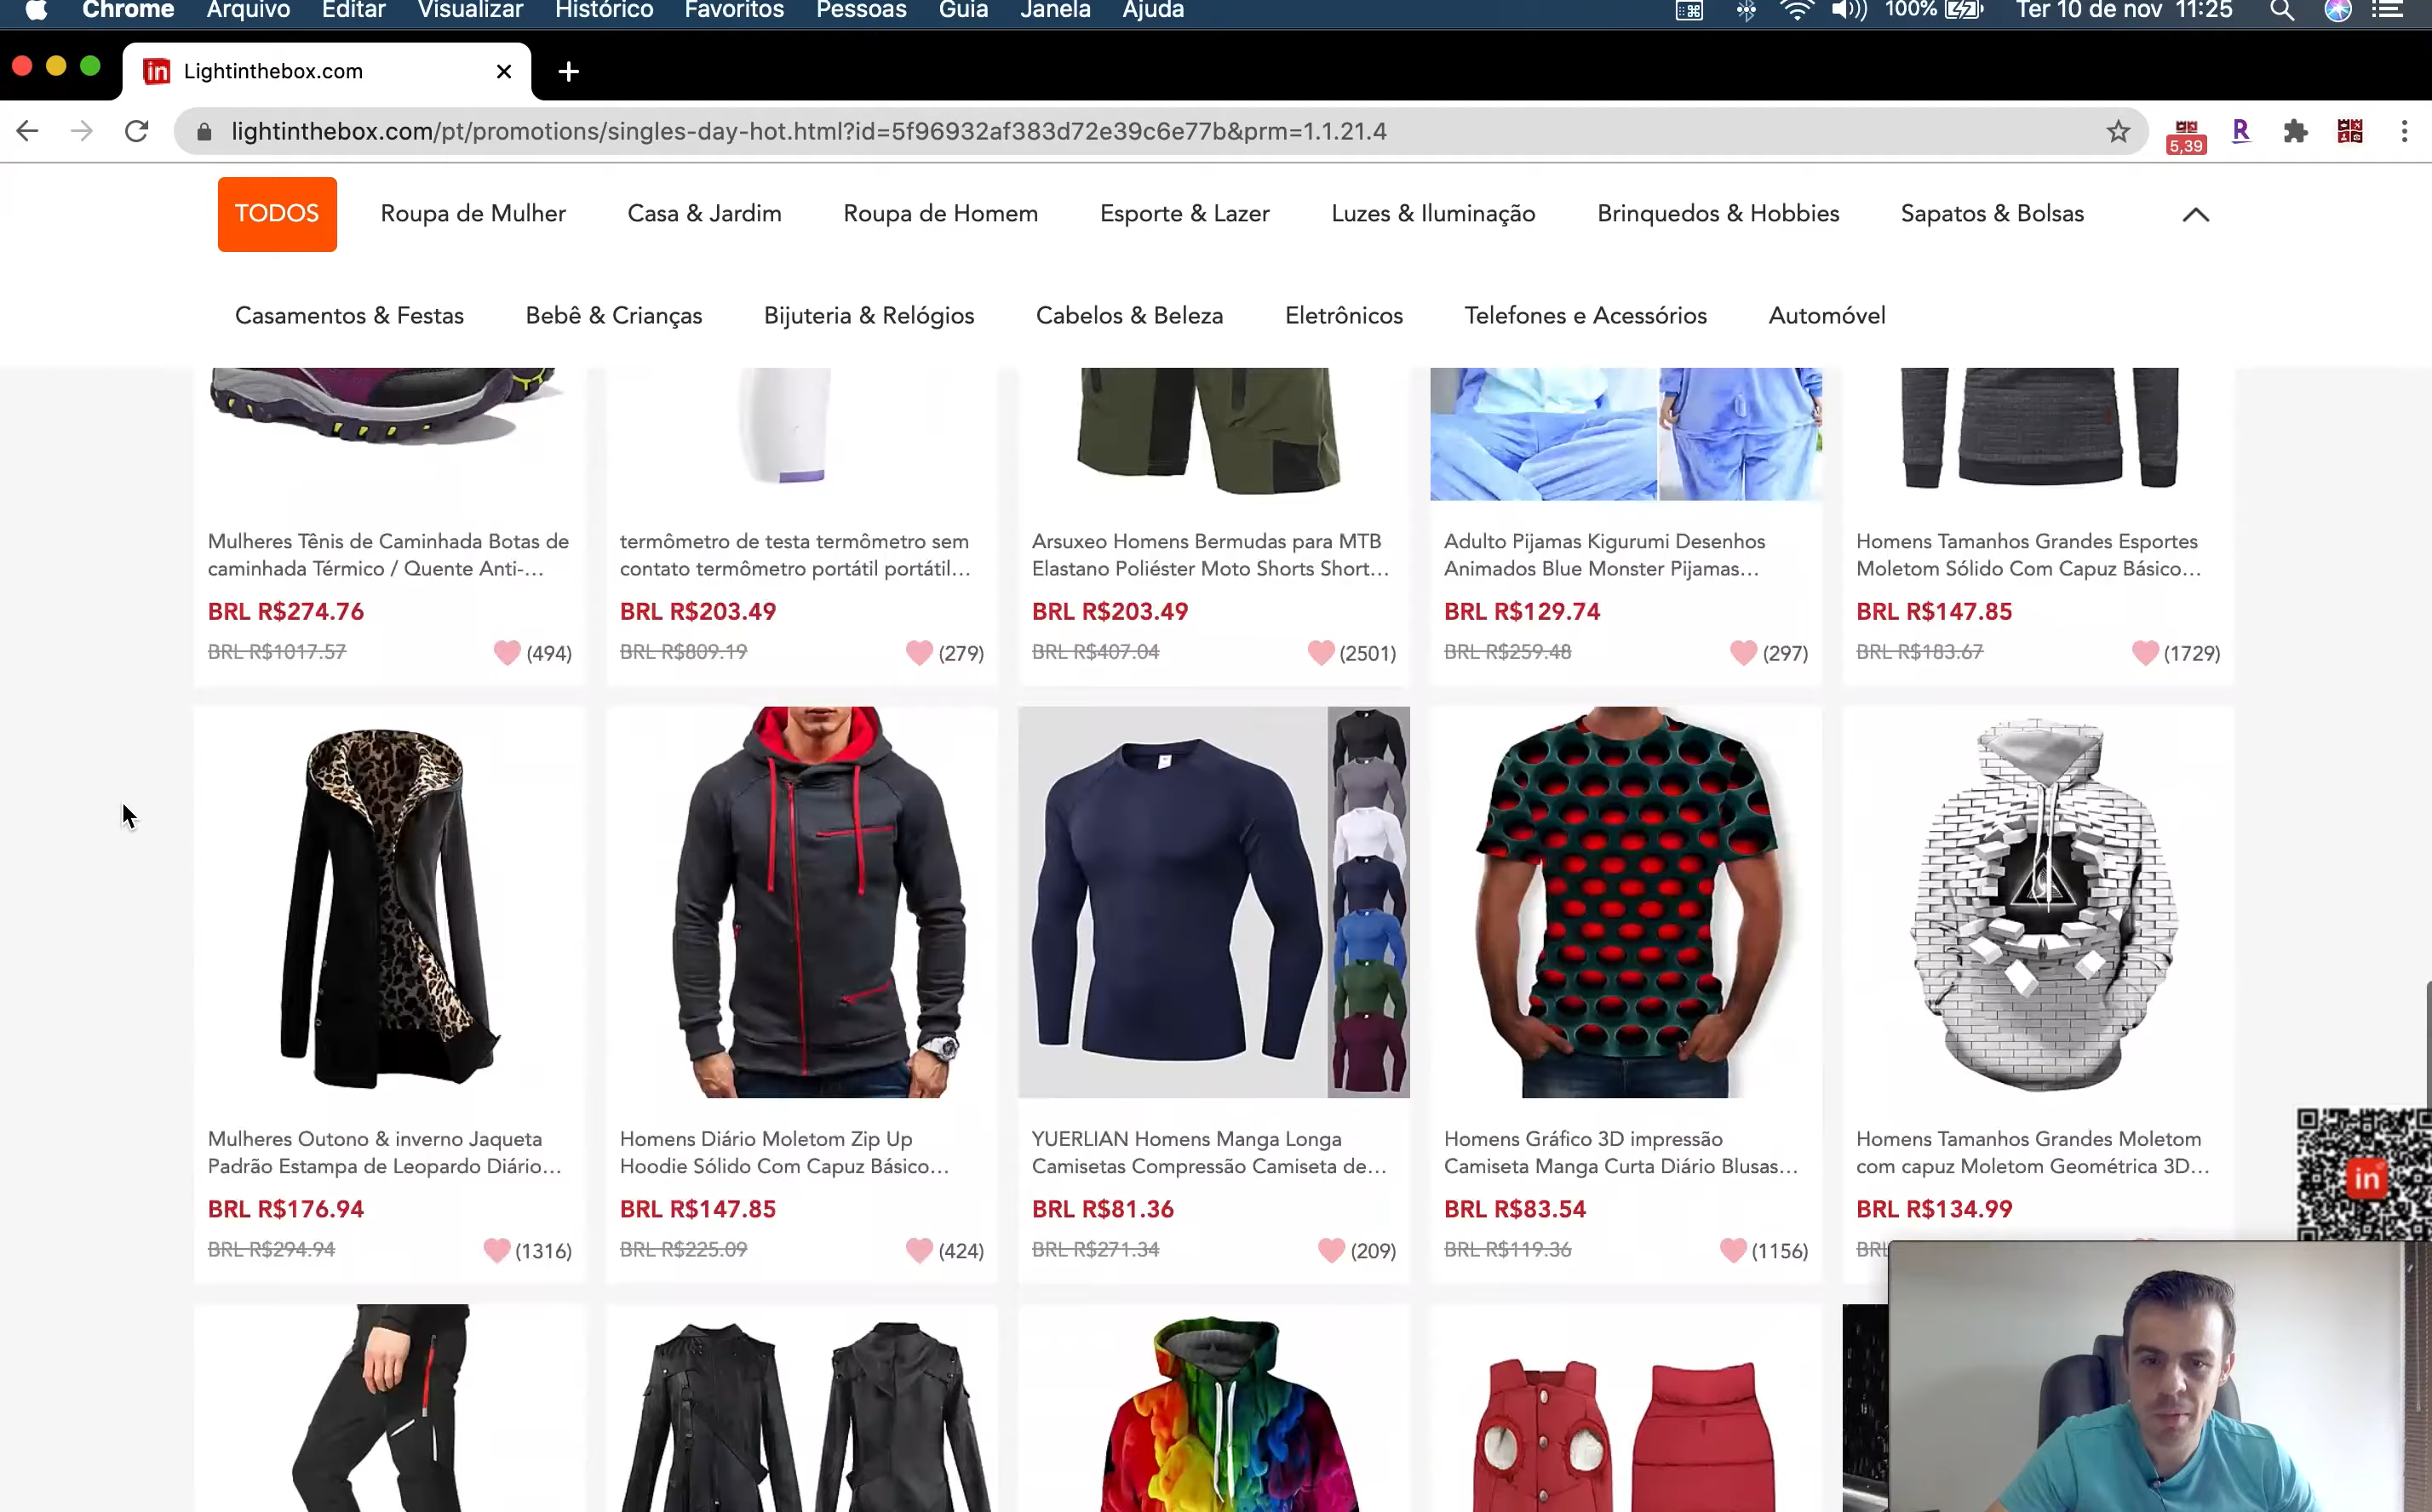 Chrome Arquivo Editar Visualizar Histórico Favoritos Pessoas Guia Janela Ajuda 100% Ter 10 de nov 11:25
in Lightinthebox.com
lightinthebox.com/pt/promotions/singles-day-hot.html?id=5f96932af383d72e39c6e77b&prm=1.1.21.4 5,39 R
TODOS Roupa de Mulher Casa & Jardim Roupa de Homem Esporte & Lazer Luzes & Iluminação Brinquedos & Hobbies Sapatos & Bolsas
Casamentos & Festas Bebê & Crianças Bijuteria & Relógios Cabelos & Beleza Eletrônicos Telefones e Acessórios Automóvel
Mulheres Tênis de Caminhada Botas de
caminhada Térmico / Quente Anti-...
BRL R$274.76
BRL R$1017.57 (494)
termômetro de testa termômetro sem
contato termômetro portátil portátil...
BRL R$203.49
BRL R$809.19 (279)
Arsuxeo Homens Bermudas para MTB
Elastano Poliéster Moto Shorts Short...
BRL R$203.49
BRL R$407.04 (2501)
Adulto Pijamas Kigurumi Desenhos
Animados Blue Monster Pijamas...
BRL R$129.74
BRL R$259.48 (297)
Homens Tamanhos Grandes Esportes
Moletom Sólido Com Capuz Básico...
BRL R$147.85
BRL R$183.67 (1729)
Mulheres Outono & inverno Jaqueta
Padrão Estampa de Leopardo Diário...
BRL R$176.94
BRL R$294.94 (1316)
Homens Diário Moletom Zip Up
Hoodie Sólido Com Capuz Básico...
BRL R$147.85
BRL R$225.09 (424)
YUERLIAN Homens Manga Longa
Camisetas Compressão Camiseta de...
BRL R$81.36
BRL R$271.34 (209)
Homens Gráfico 3D impressão
Camiseta Manga Curta Diário Blusas...
BRL R$83.54
BRL R$119.36 (1156)
Homens Tamanhos Grandes Moletom
com capuz Moletom Geométrica 3D...
BRL R$134.99
BRL
in